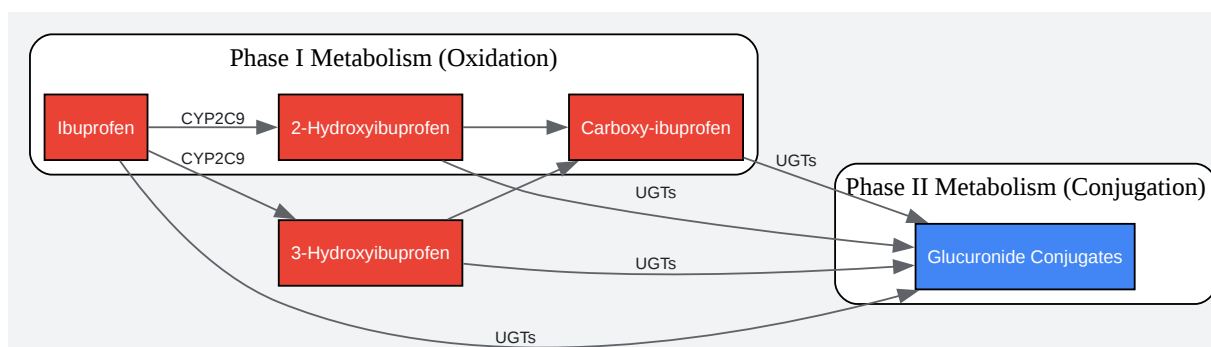 Phase I Metabolism (Oxidation)
Ibuprofen
CYP2C9
2-Hydroxyibuprofen
Carboxy-ibuprofen
CYP2C9
UGTs
Phase II Metabolism (Conjugation)
UGTs
3-Hydroxyibuprofen
UGTs
Glucuronide Conjugates
UGTs